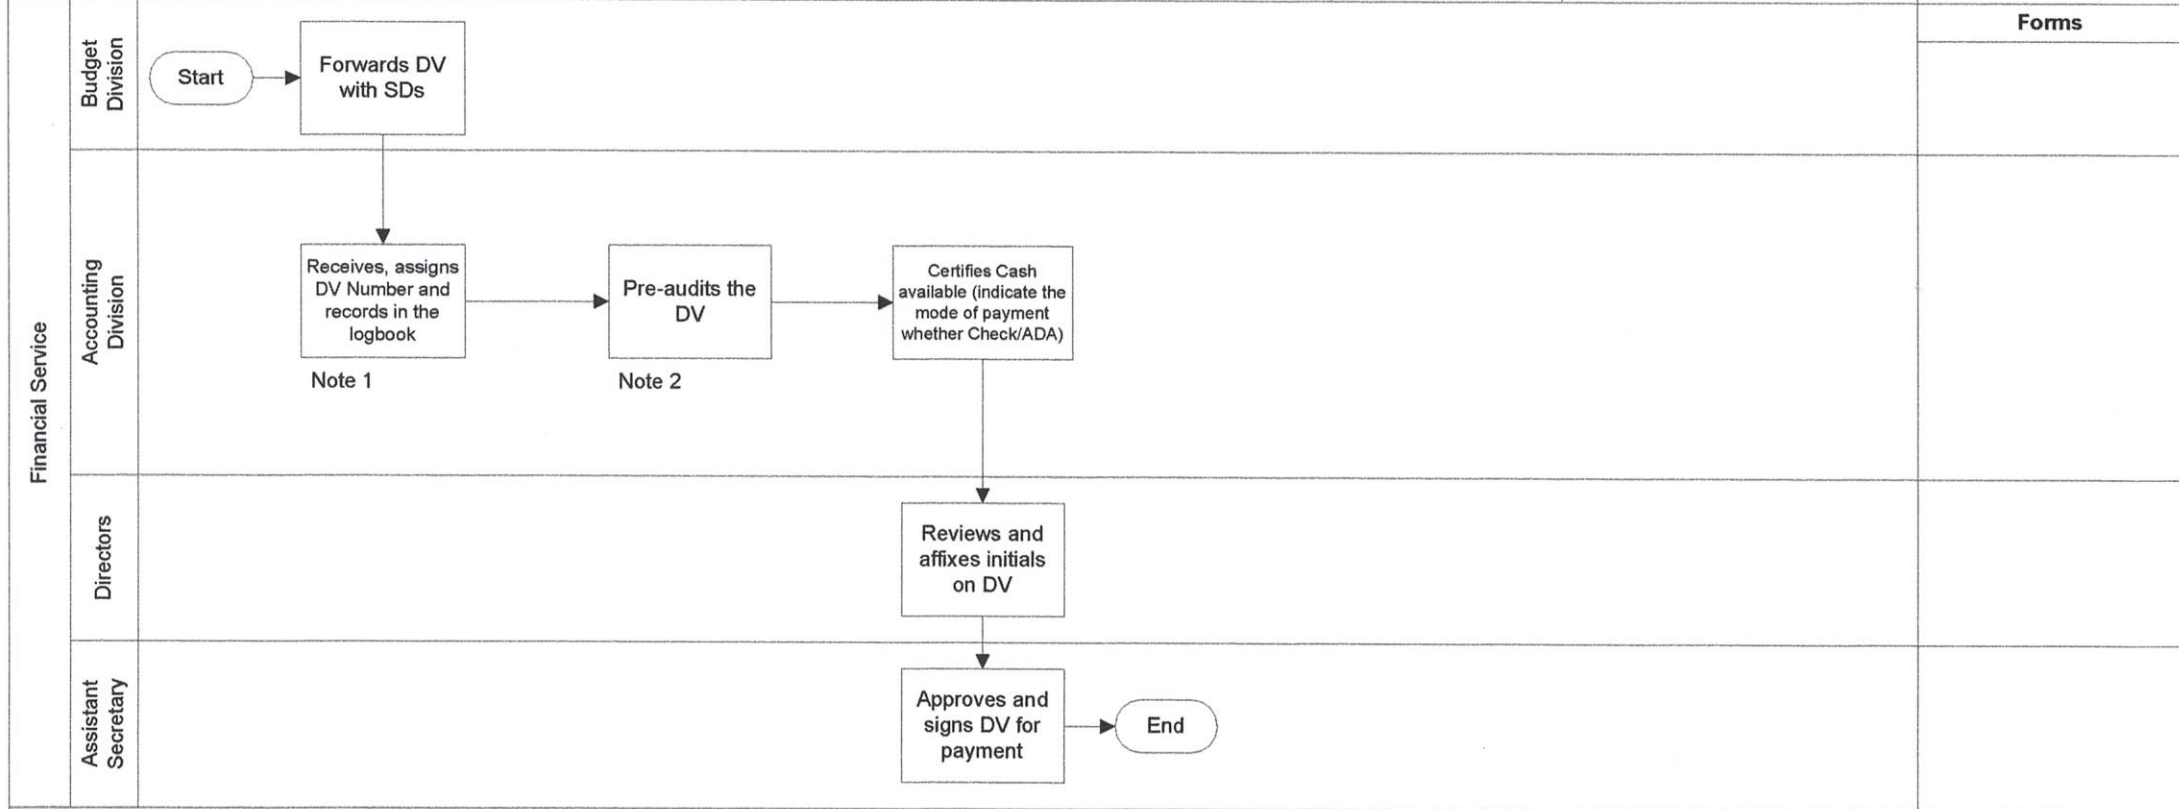 Forms
Financial Service
Budget
Division
Start
Forwards DV
with SDs
Accounting
Division
Receives, assigns
DV Number and
records in the
logbook
Note 1
Pre-audits the
DV
Note 2
Certifies Cash
available (indicate the
mode of payment
whether Check/ADA)
Directors
Reviews and
affixes initials
on DV
Assistant
Secretary
Approves and
signs DV for
payment
End